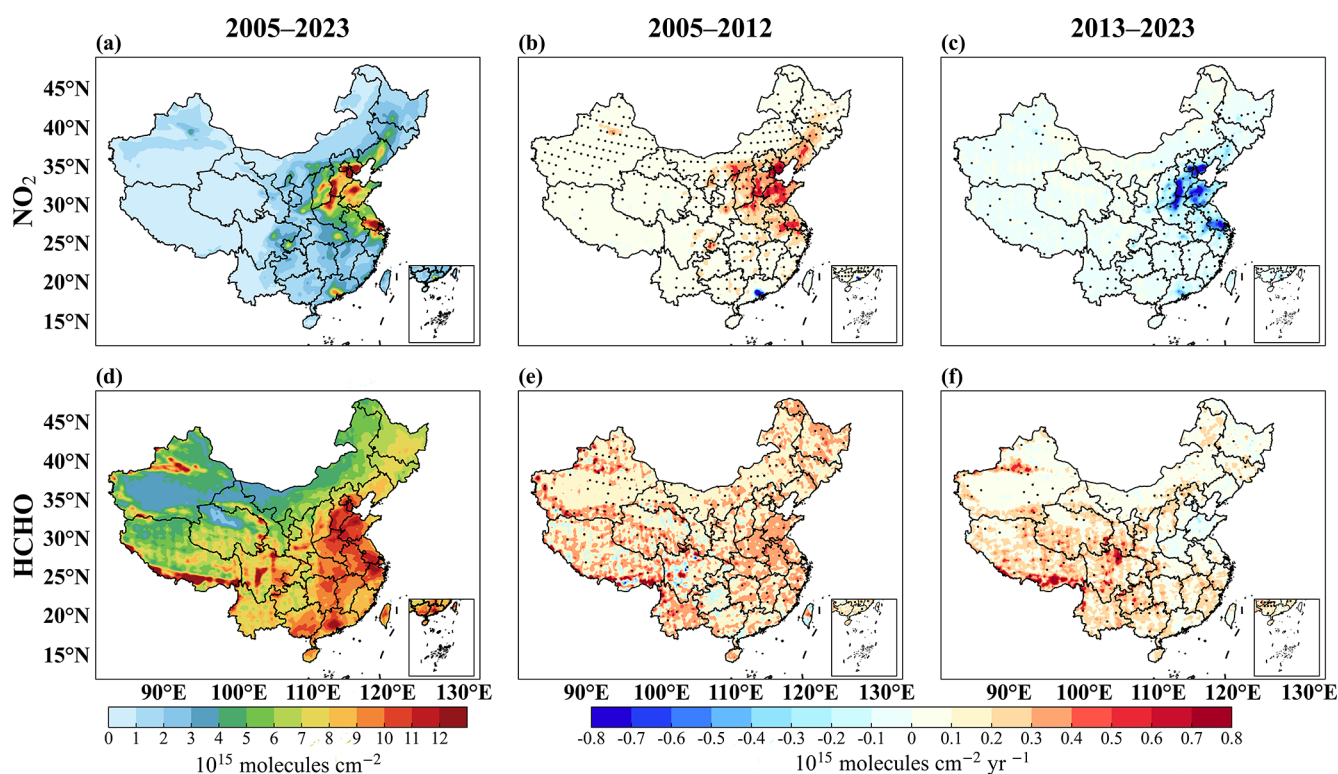 2005–2023 2005–2012 2013–2023
(a) (b) (c)
NO₂
45°N
40°N
35°N
30°N
25°N
20°N
15°N
(d) (e) (f)
HCHO
45°N
40°N
35°N
30°N
25°N
20°N
15°N
90°E 100°E 110°E 120°E 130°E 90°E 100°E 110°E 120°E 130°E 90°E 100°E 110°E 120°E 130°E
0 1 2 3 4 5 6 7 8 9 10 11 12
10¹⁵ molecules cm⁻²
-0.8 -0.7 -0.6 -0.5 -0.4 -0.3 -0.2 -0.1 0 0.1 0.2 0.3 0.4 0.5 0.6 0.7 0.8
10¹⁵ molecules cm⁻² yr ⁻¹